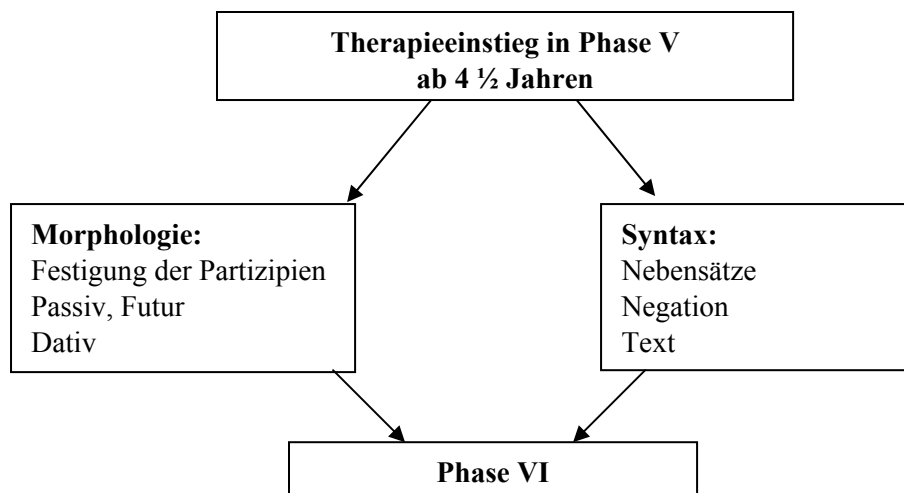 Therapieeinstieg in Phase V
ab 4 ½ Jahren
Morphologie:
Festigung der Partizipien
Passiv, Futur
Dativ
Syntax:
Nebensätze
Negation
Text
Phase VI